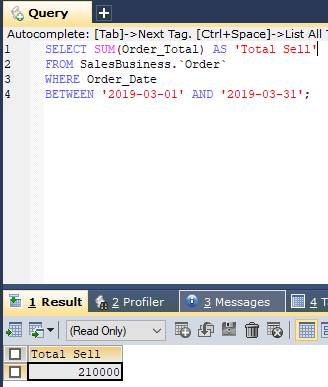 Query
Autocomplete: [Tab]->Next Tag. [Ctrl+Space]->List All T
1 SELECT SUM(Order_Total) AS 'Total Sell'
2 FROM SalesBusiness.`Order`
3 WHERE Order_Date
4 BETWEEN '2019-03-01' AND '2019-03-31';
1 Result 2 Profiler 3 Messages 4 T
(Read Only)
Total Sell
210000